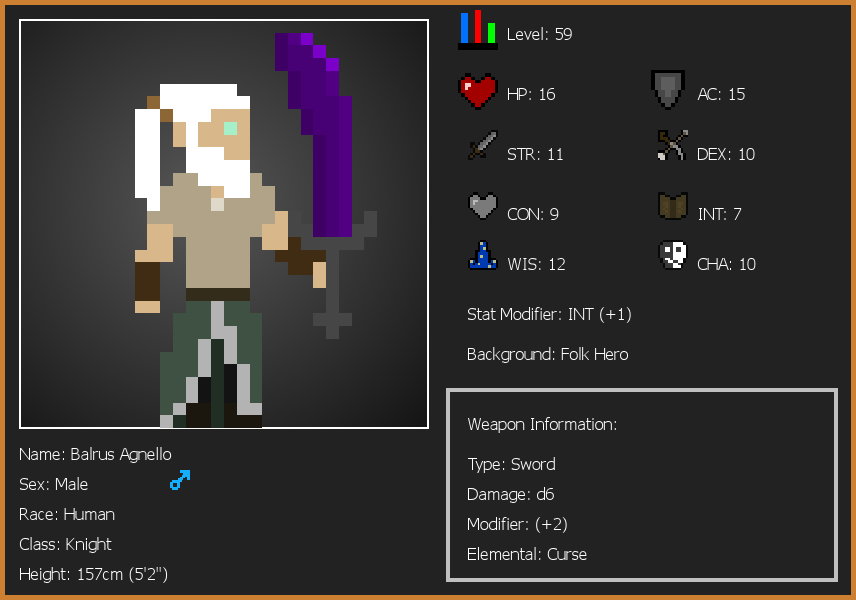 Level: 59
HP: 16
AC: 15
STR: 11
DEX: 10
CON: 9
INT: 7
WIS: 12
CHA: 10
Stat Modifier: INT (+1)
Background: Folk Hero
Weapon Information:
Type: Sword
Damage: d6
Modifier: (+2)
Elemental: Curse
Name: Balrus Agnello
Sex: Male
Race: Human
Class: Knight
Height: 157cm (5'2")